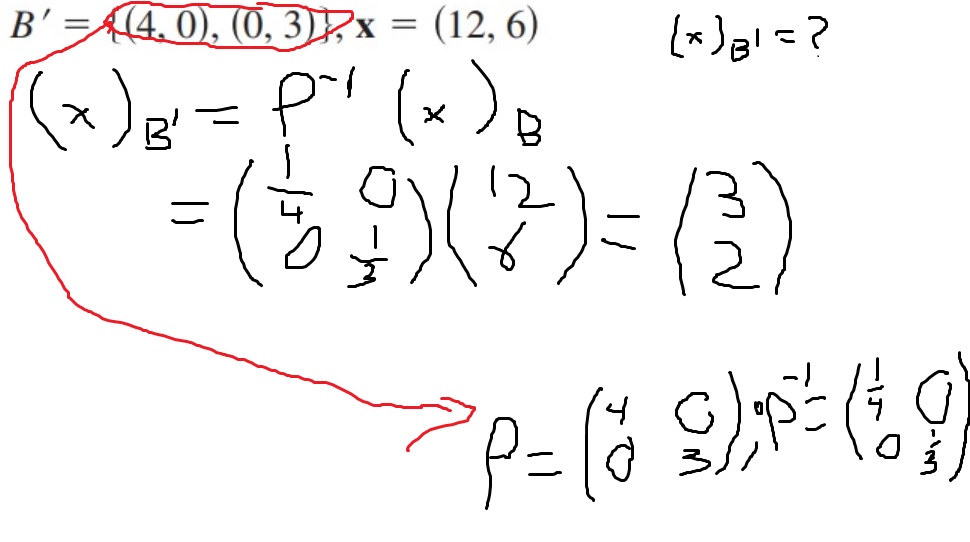 B′ = {(4, 0), (0, 3)}, x = (12, 6)
(x)B' = ?
(x)B' = P⁻¹ (x)B
= (1/4 0
0 1/3) (12
6) = (3
2)
P = (4 0
0 3), P⁻¹ = (1/4 0
0 1/3)